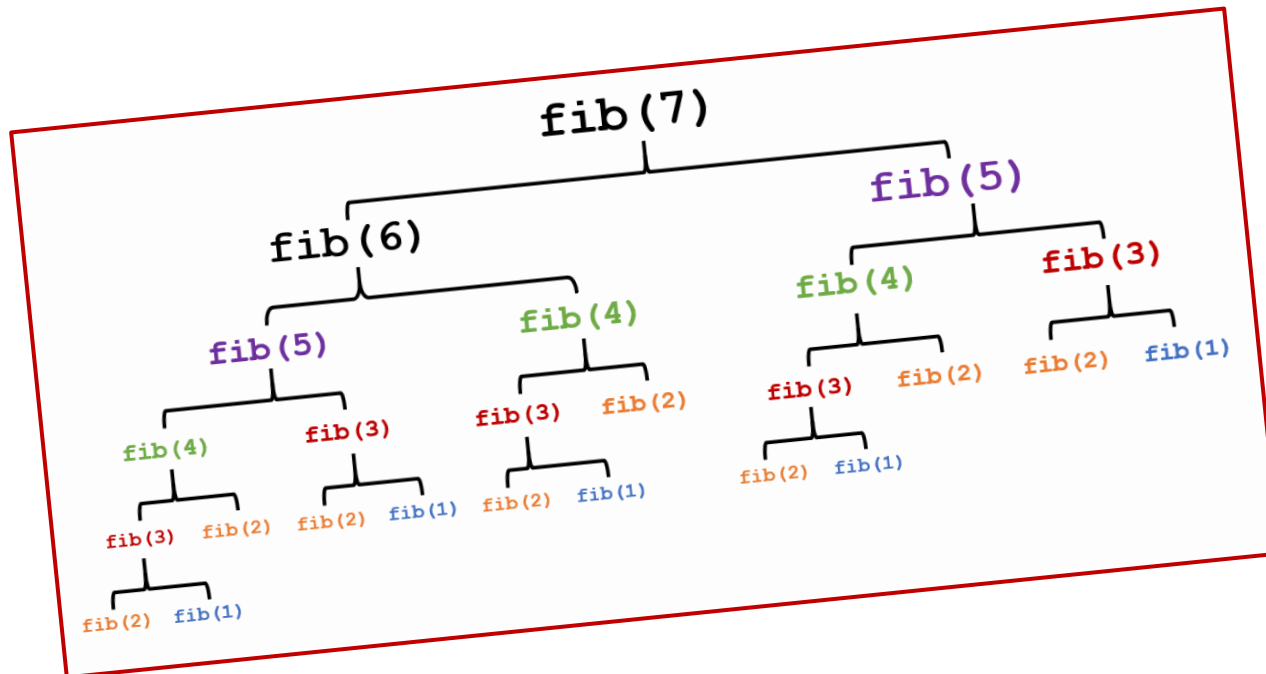 fib(7)
fib(6) fib(5)
fib(5) fib(4) fib(4) fib(3)
fib(4) fib(3) fib(3) fib(2) fib(3) fib(2) fib(2) fib(1)
fib(3) fib(2) fib(2) fib(1) fib(2) fib(1) fib(2) fib(1)
fib(2) fib(1)